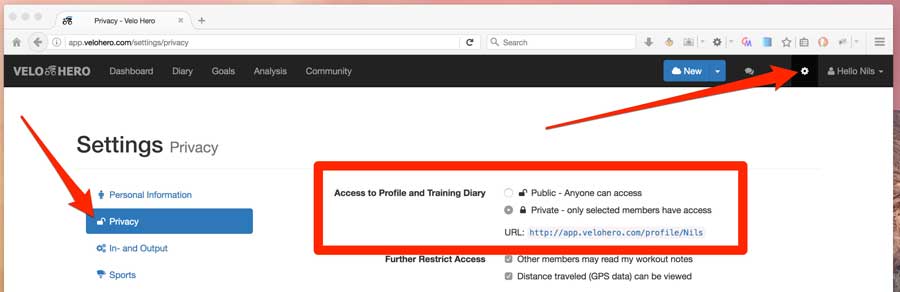 Privacy - Velo Hero
app.velohero.com/settings/privacy
Search
VELO HERO Dashboard Diary Goals Analysis Community New Hello Nils
Settings Privacy
Personal Information
Privacy
In- and Output
Sports
Access to Profile and Training Diary
Public - Anyone can access
Private - only selected members have access
URL: http://app.velohero.com/profile/Nils
Further Restrict Access
Other members may read my workout notes
Distance traveled (GPS data) can be viewed